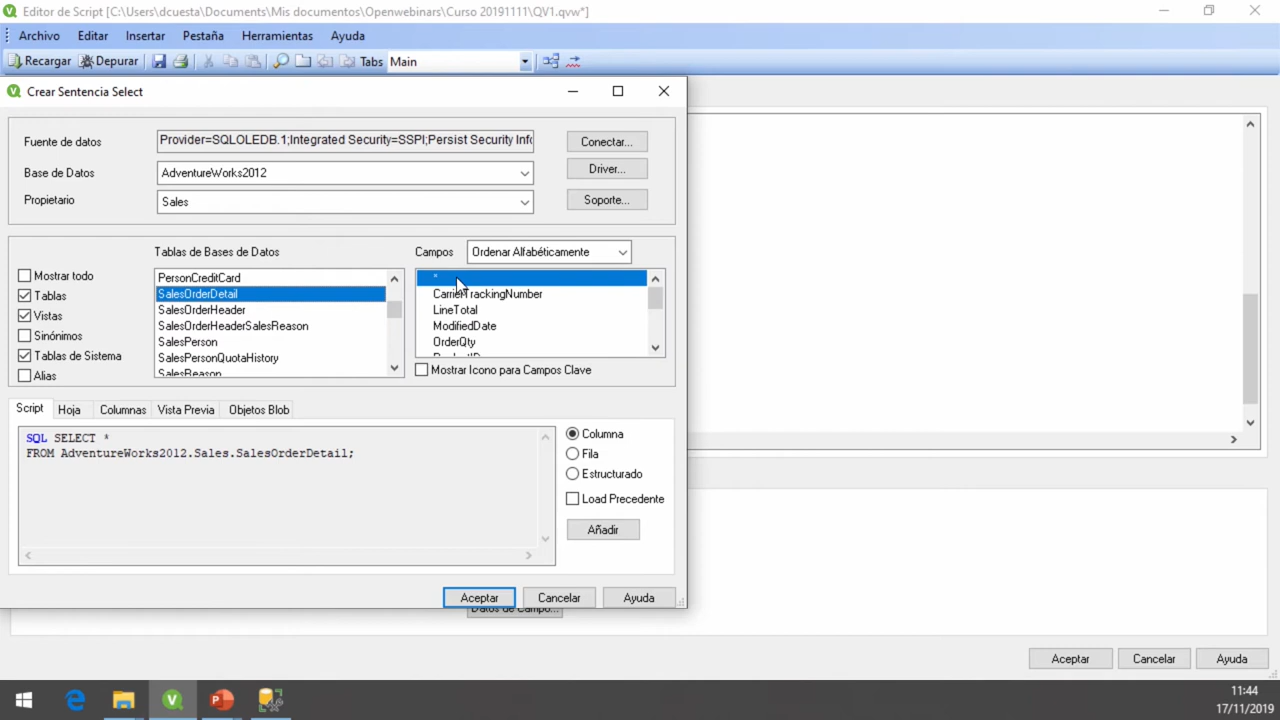 Editor de Script [C:\Users\dcuesta\Documents\Mis documentos\Openwebinars\Curso 20191111\QV1.qvw*]
Archivo Editar Insertar Pestaña Herramientas Ayuda
Recargar Depurar Tabs Main
Crear Sentencia Select
Fuente de datos Provider=SQLOLEDB.1;Integrated Security=SSPI;Persist Security Info Conectar...
Base de Datos AdventureWorks2012 Driver...
Propietario Sales Soporte...
Tablas de Bases de Datos Campos Ordenar Alfabéticamente
Mostrar todo PersonCreditCard *
Tablas SalesOrderDetail CarrierTrackingNumber
Vistas SalesOrderHeader LineTotal
Sinónimos SalesOrderHeaderSalesReason ModifiedDate
Tablas de Sistema SalesPerson OrderQty
Alias SalesPersonQuotaHistory ProductID
SalesReason Mostrar Icono para Campos Clave
Script Hoja Columnas Vista Previa Objetos Blob
SQL SELECT *
FROM AdventureWorks2012.Sales.SalesOrderDetail;
Columna
Fila
Estructurado
Load Precedente
Añadir
Aceptar Cancelar Ayuda
Datos de Campo...
Aceptar Cancelar Ayuda
11:44
17/11/2019